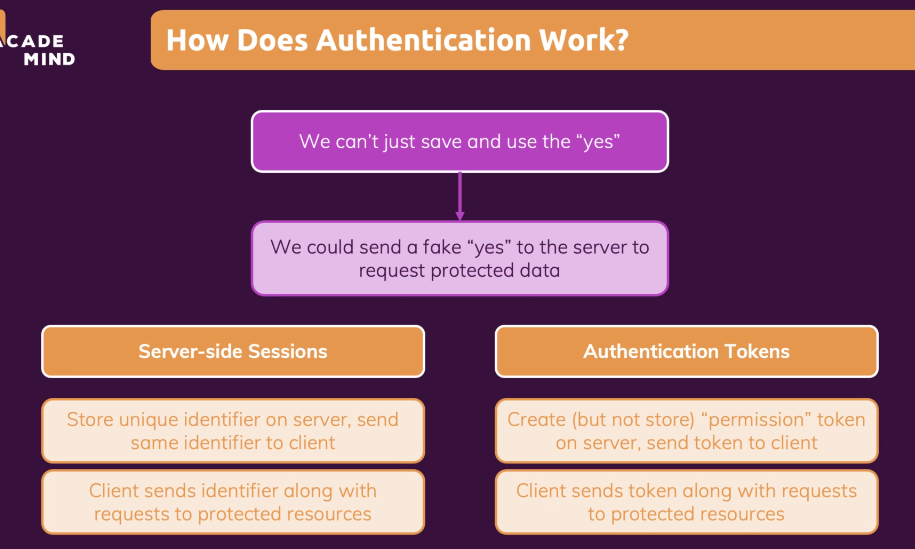 ACADE
MIND
How Does Authentication Work?
We can’t just save and use the “yes”
We could send a fake “yes” to the server to
request protected data
Server-side Sessions
Store unique identifier on server, send
same identifier to client
Client sends identifier along with
requests to protected resources
Authentication Tokens
Create (but not store) “permission” token
on server, send token to client
Client sends token along with requests
to protected resources